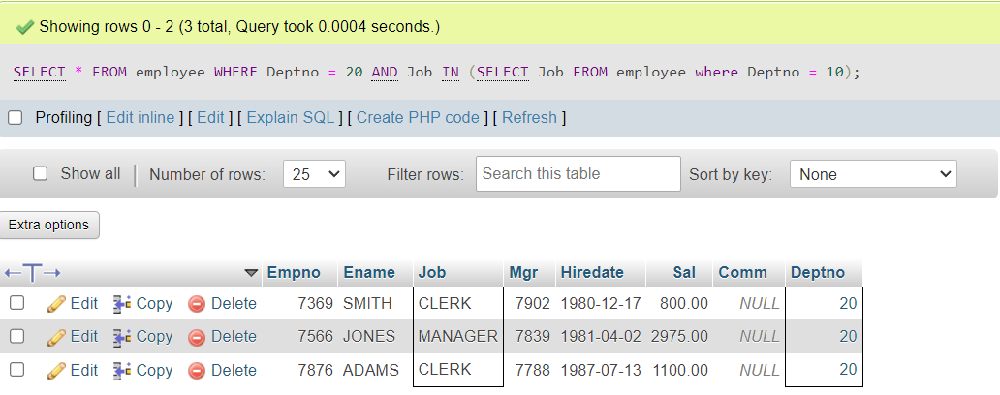 Showing rows 0 - 2 (3 total, Query took 0.0004 seconds.)
SELECT * FROM employee WHERE Deptno = 20 AND Job IN (SELECT Job FROM employee where Deptno = 10);
Profiling [ Edit inline ] [ Edit ] [ Explain SQL ] [ Create PHP code ] [ Refresh ]
Show all Number of rows: 25 Filter rows: Search this table Sort by key: None
Extra options
←T→ Empno Ename Job Mgr Hiredate Sal Comm Deptno
Edit Copy Delete 7369 SMITH CLERK 7902 1980-12-17 800.00 NULL 20
Edit Copy Delete 7566 JONES MANAGER 7839 1981-04-02 2975.00 NULL 20
Edit Copy Delete 7876 ADAMS CLERK 7788 1987-07-13 1100.00 NULL 20